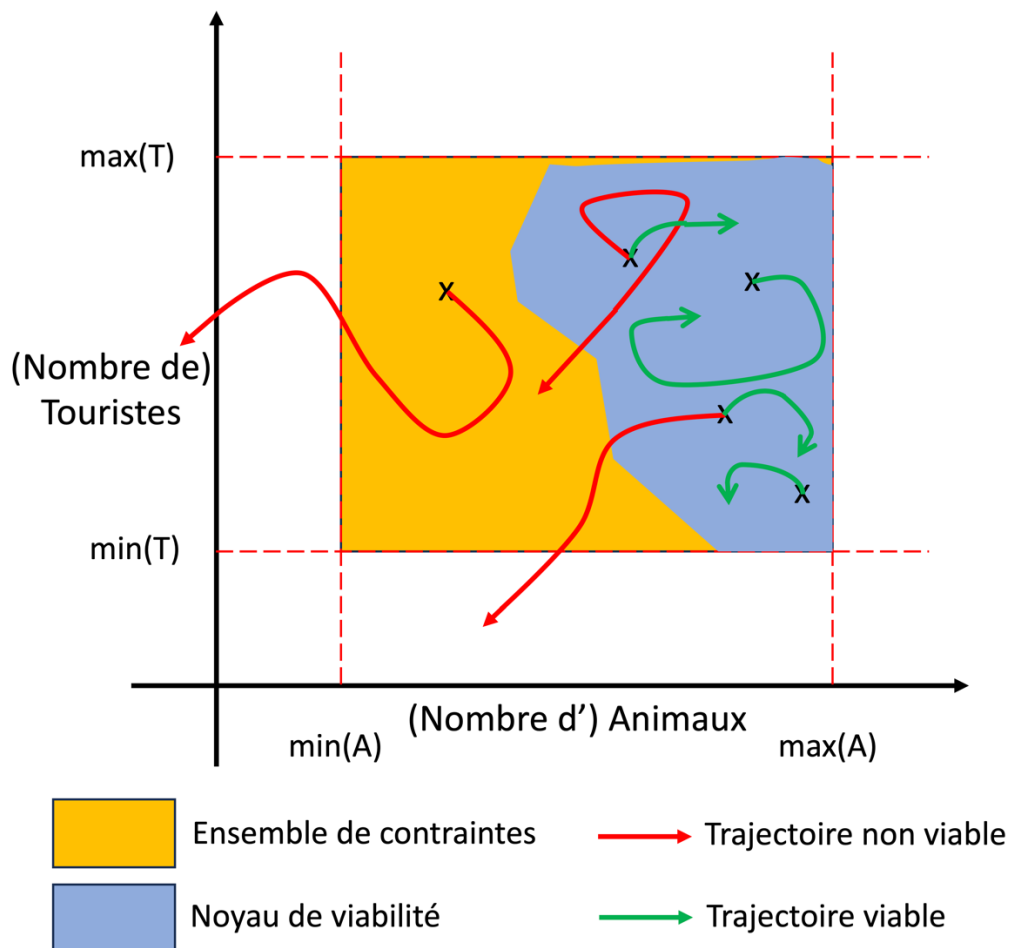 max(T)
X
X
X
(Nombre de)
Touristes
X
X
min(T)
(Nombre d’) Animaux
min(A)
max(A)
Ensemble de contraintes
Trajectoire non viable
Noyau de viabilité
Trajectoire viable